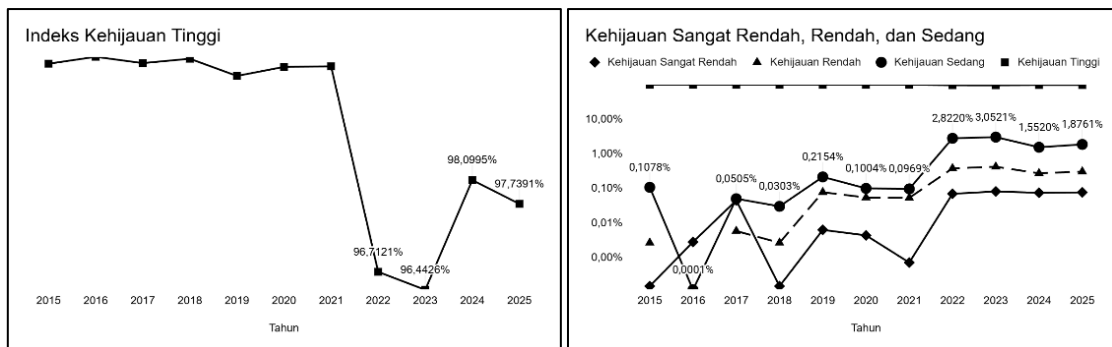 Indeks Kehijauan Tinggi
98,0995%
97,7391%
96,7121%
96,4426%
2015 2016 2017 2018 2019 2020 2021 2022 2023 2024 2025
Tahun
Kehijauan Sangat Rendah, Rendah, dan Sedang
Kehijauan Sangat Rendah Kehijauan Rendah Kehijauan Sedang Kehijauan Tinggi
10,00%
1,00%
0,10%
0,01%
0,00%
0,1078%
0,0001%
0,0505%
0,0303%
0,2154%
0,1004%
0,0969%
2,8220%
3,0521%
1,5520%
1,8761%
2015 2016 2017 2018 2019 2020 2021 2022 2023 2024 2025
Tahun